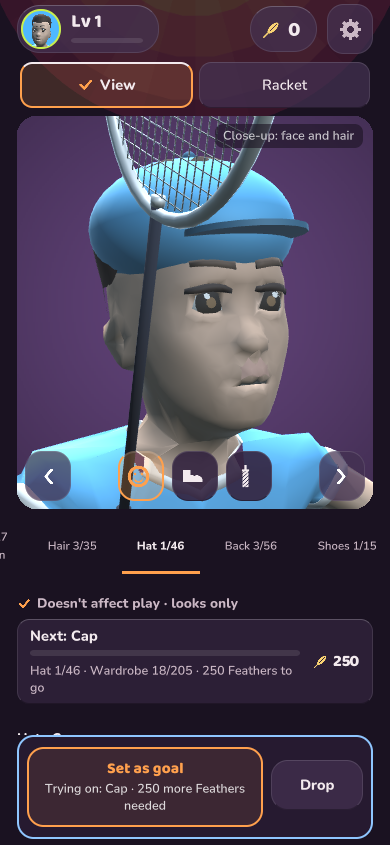 Lv 1
0
View
Racket
Close-up: face and hair
7
n
Hair 3/35
Hat 1/46
Back 3/56
Shoes 1/15
Doesn't affect play · looks only
Next: Cap
250
Hat 1/46 · Wardrobe 18/205 · 250 Feathers to
go
Set as goal
Trying on: Cap · 250 more Feathers
needed
Drop